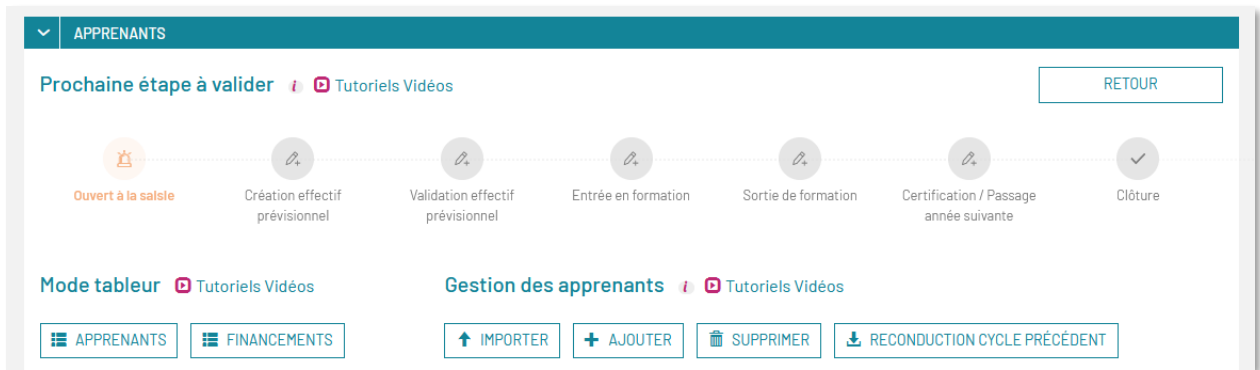 APPRENANTS
Prochaine étape à valider i Tutoriels Vidéos
RETOUR
Ouvert à la saisie
Création effectif
prévisionnel
Validation effectif
prévisionnel
Entrée en formation
Sortie de formation
Certification / Passage
année suivante
Clôture
Mode tableur Tutoriels Vidéos
Gestion des apprenants i Tutoriels Vidéos
APPRENANTS
FINANCEMENTS
IMPORTER
AJOUTER
SUPPRIMER
RECONDUCTION CYCLE PRÉCÉDENT